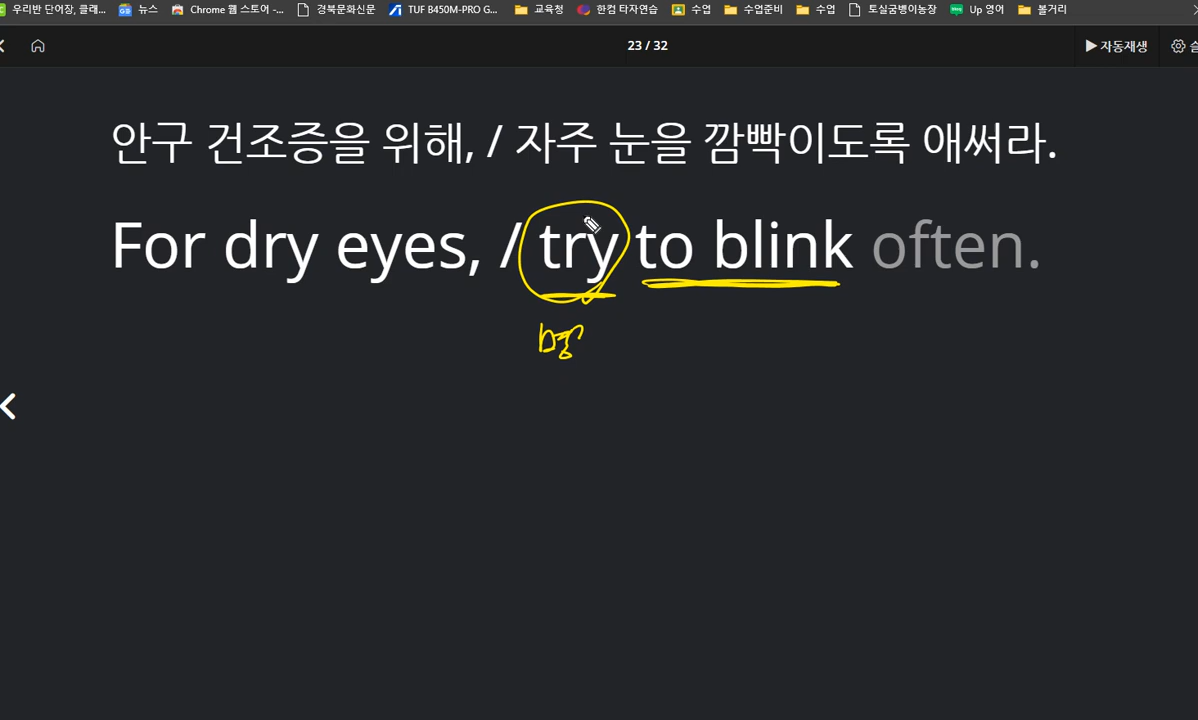 우리반 단어장, 클래... 뉴스 Chrome 웹 스토어 -... 경북문화신문 TUF B450M-PRO G... 교육청 한컴 타자연습 수업 수업준비 수업 토실굼벵이농장 Up 영어 볼거리
23 / 32 ▶자동재생
안구 건조증을 위해, / 자주 눈을 깜빡이도록 애써라.
For dry eyes, / try to blink often.